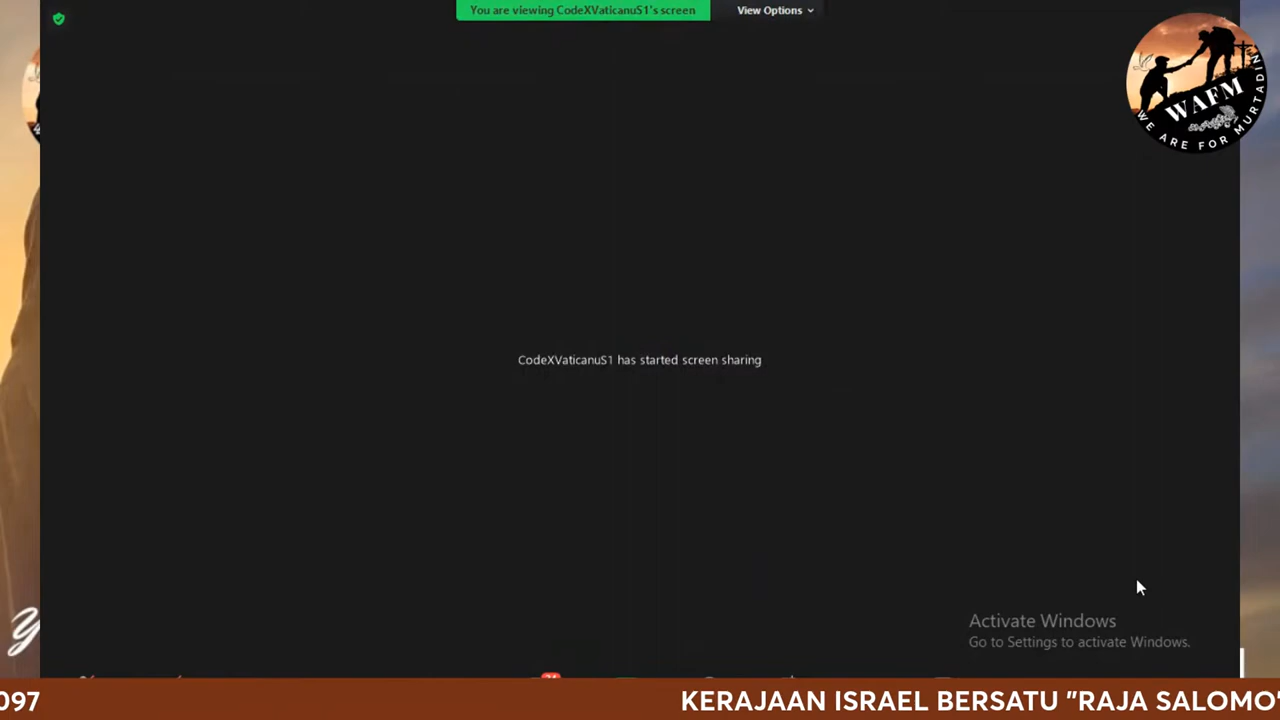 You are viewing CodeXVaticanuS1's screen
View Options
WAFM
WE ARE FOR MURTADIN
CodeXVaticanuS1 has started screen sharing
Activate Windows
Go to Settings to activate Windows.
097
KERAJAAN ISRAEL BERSATU "RAJA SALOMO"